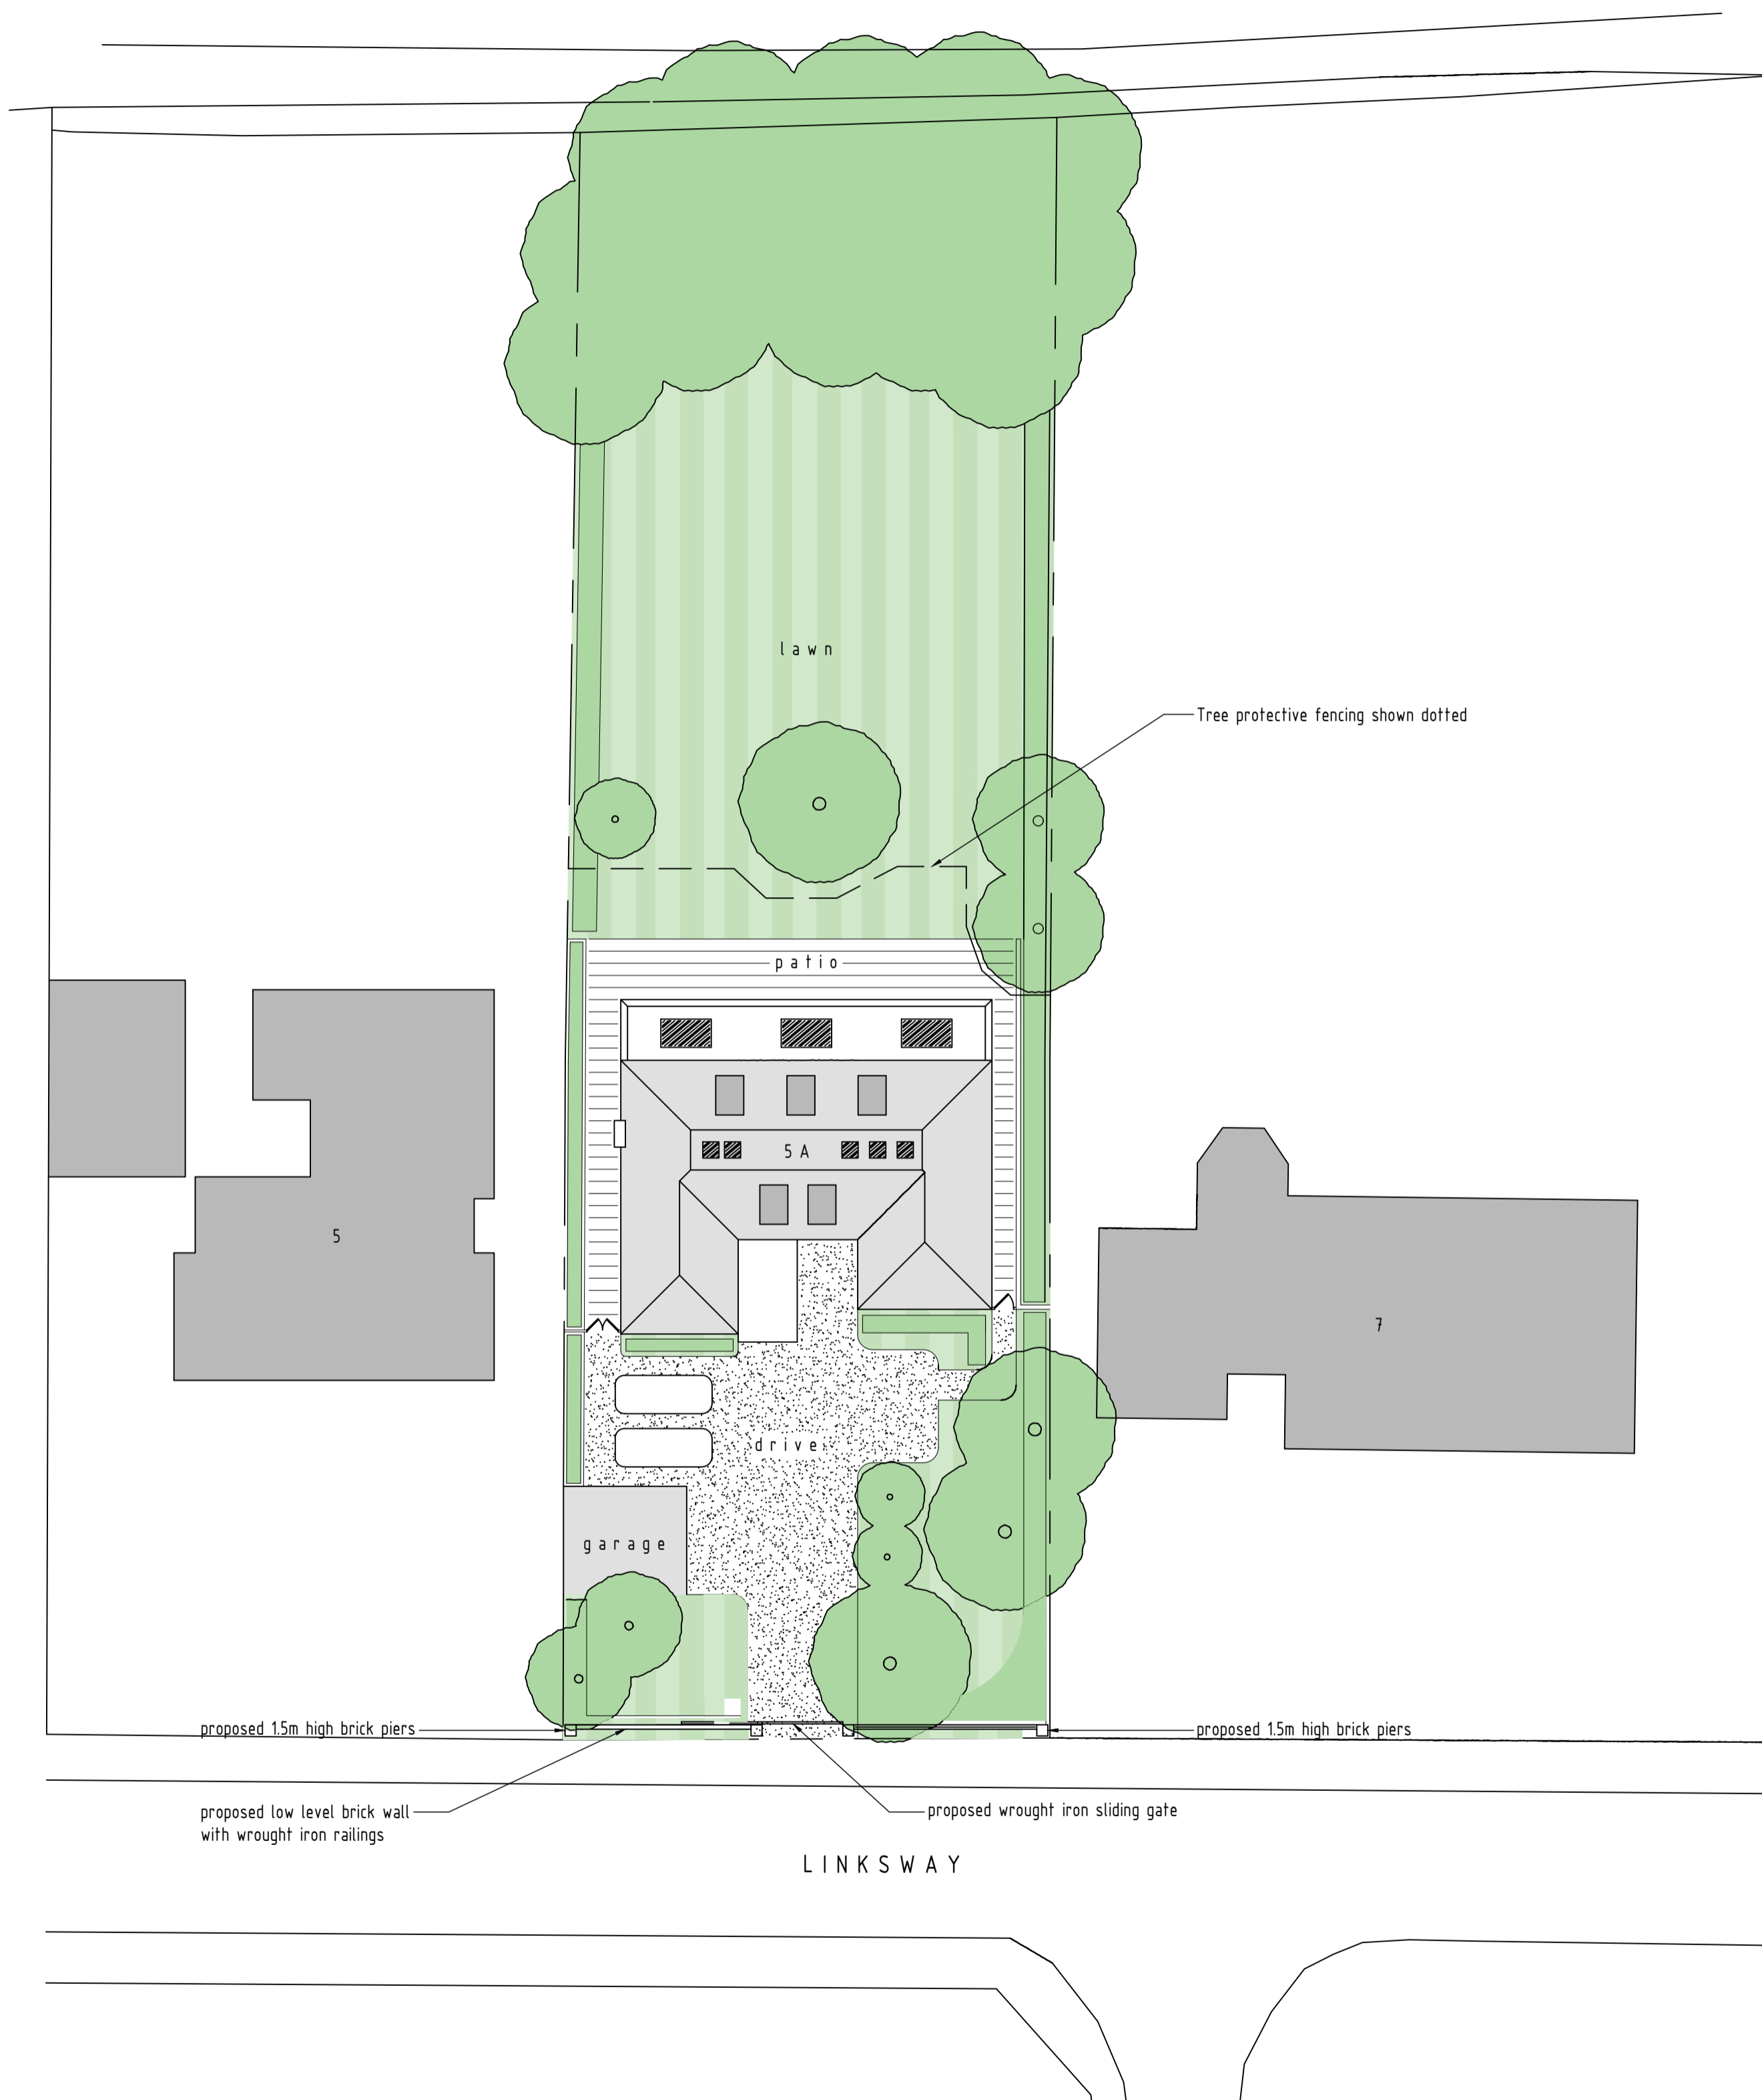 lawn
Tree protective fencing shown dotted
patio
5A
5
7
drive
garage
proposed 1.5m high brick piers
proposed 1.5m high brick piers
proposed low level brick wall
with wrought iron railings
proposed wrought iron sliding gate
LINKSWAY